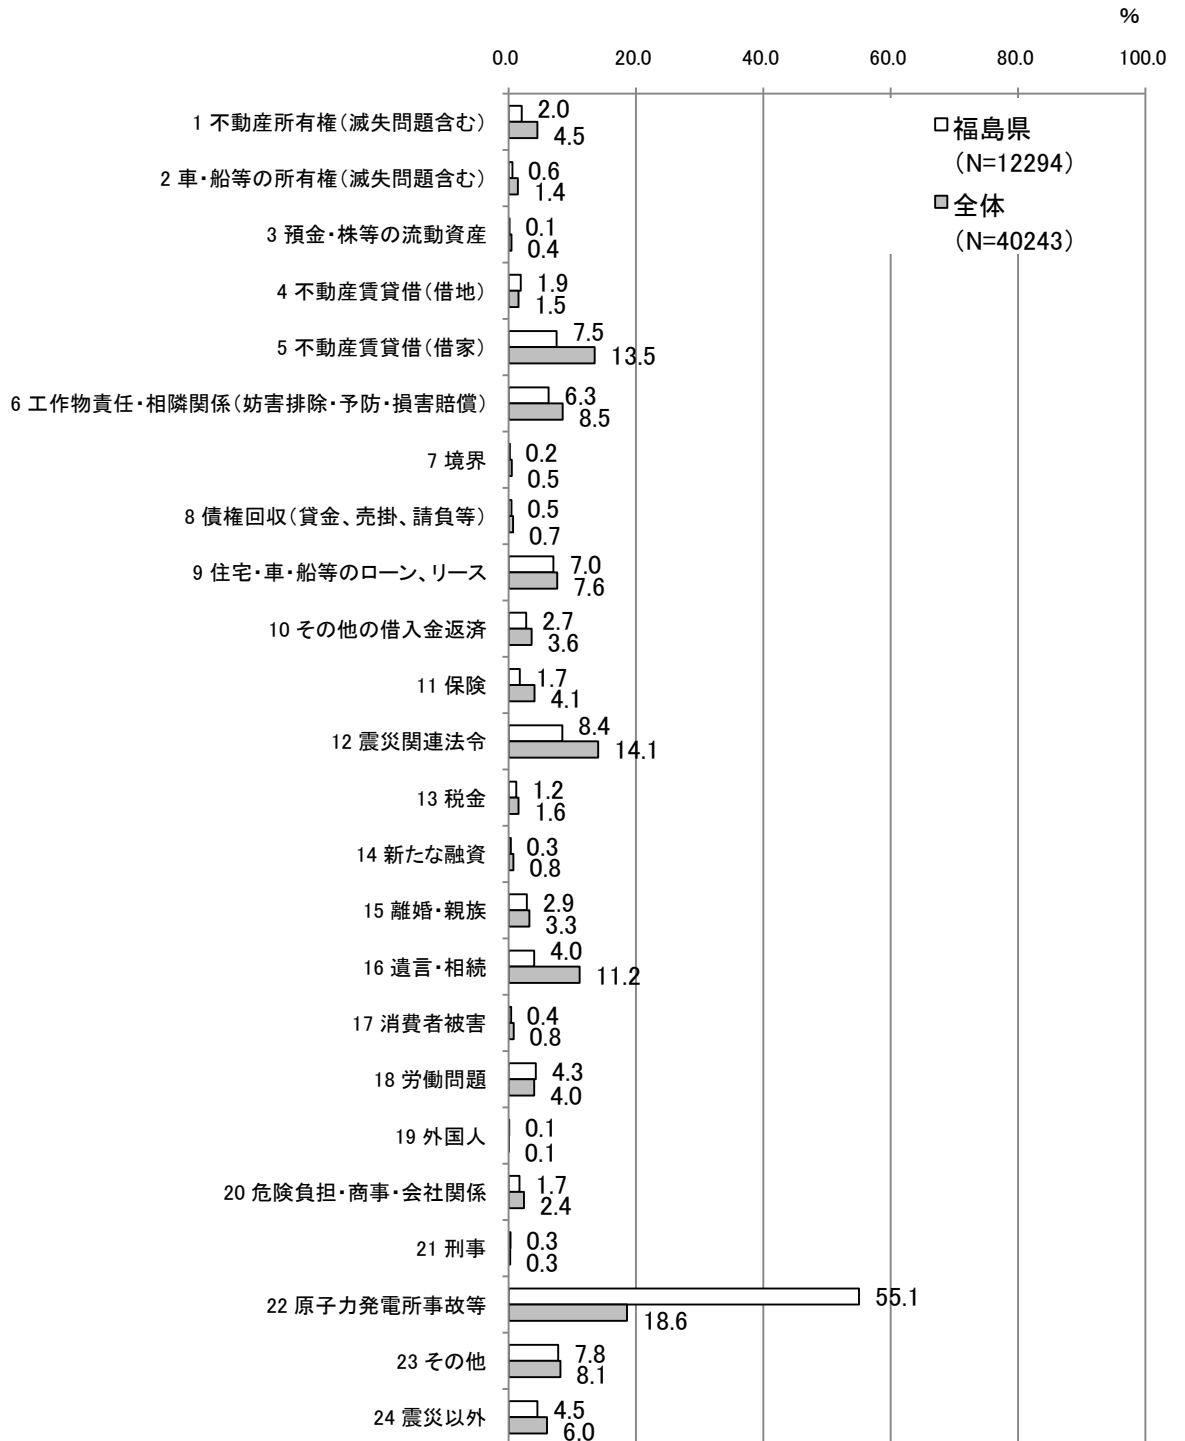 %
0.0 20.0 40.0 60.0 80.0 100.0
1 不動産所有権(滅失問題含む) 2.0
4.5
2 車・船等の所有権(滅失問題含む) 0.6
1.4
3 預金・株等の流動資産 0.1
0.4
4 不動産賃貸借(借地) 1.9
1.5
5 不動産賃貸借(借家) 7.5
13.5
6 工作物責任・相隣関係(妨害排除・予防・損害賠償) 6.3
8.5
7 境界 0.2
0.5
8 債権回収(貸金、売掛、請負等) 0.5
0.7
9 住宅・車・船等のローン、リース 7.0
7.6
10 その他の借入金返済 2.7
3.6
11 保険 1.7
4.1
12 震災関連法令 8.4
14.1
13 税金 1.2
1.6
14 新たな融資 0.3
0.8
15 離婚・親族 2.9
3.3
16 遺言・相続 4.0
11.2
17 消費者被害 0.4
0.8
18 労働問題 4.3
4.0
19 外国人 0.1
0.1
20 危険負担・商事・会社関係 1.7
2.4
21 刑事 0.3
0.3
22 原子力発電所事故等 55.1
18.6
23 その他 7.8
8.1
24 震災以外 4.5
6.0
福島県
(N=12294)
全体
(N=40243)